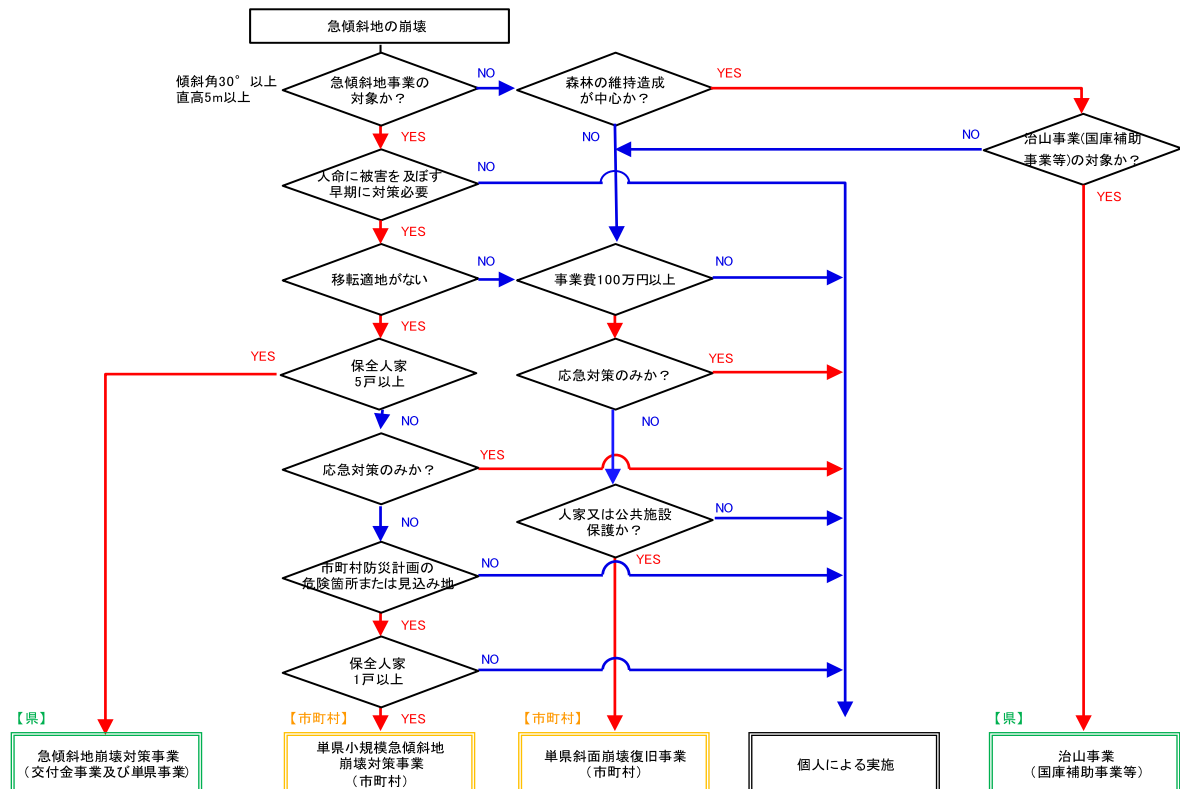 急傾斜地の崩壊
傾斜角30°以上
直高5m以上
急傾斜地事業の
対象か？
NO
森林の維持造成
が中心か？
YES
YES
NO
NO
治山事業(国庫補助
事業等)の対象か？
YES
人命に被害を及ぼす
早期に対策必要
NO
YES
移転適地がない
NO
事業費100万円以上
NO
YES
YES
保全人家
5戸以上
応急対策のみか？
YES
NO
NO
応急対策のみか？
YES
人家又は公共施設
保護か？
NO
NO
YES
市町村防災計画の
危険箇所または見込み地
NO
YES
保全人家
1戸以上
NO
YES
【県】
【市町村】
【市町村】
【県】
急傾斜地崩壊対策事業
（交付金事業及び単県事業）
単県小規模急傾斜地
崩壊対策事業
（市町村）
単県斜面崩壊復旧事業
（市町村）
個人による実施
治山事業
（国庫補助事業等）